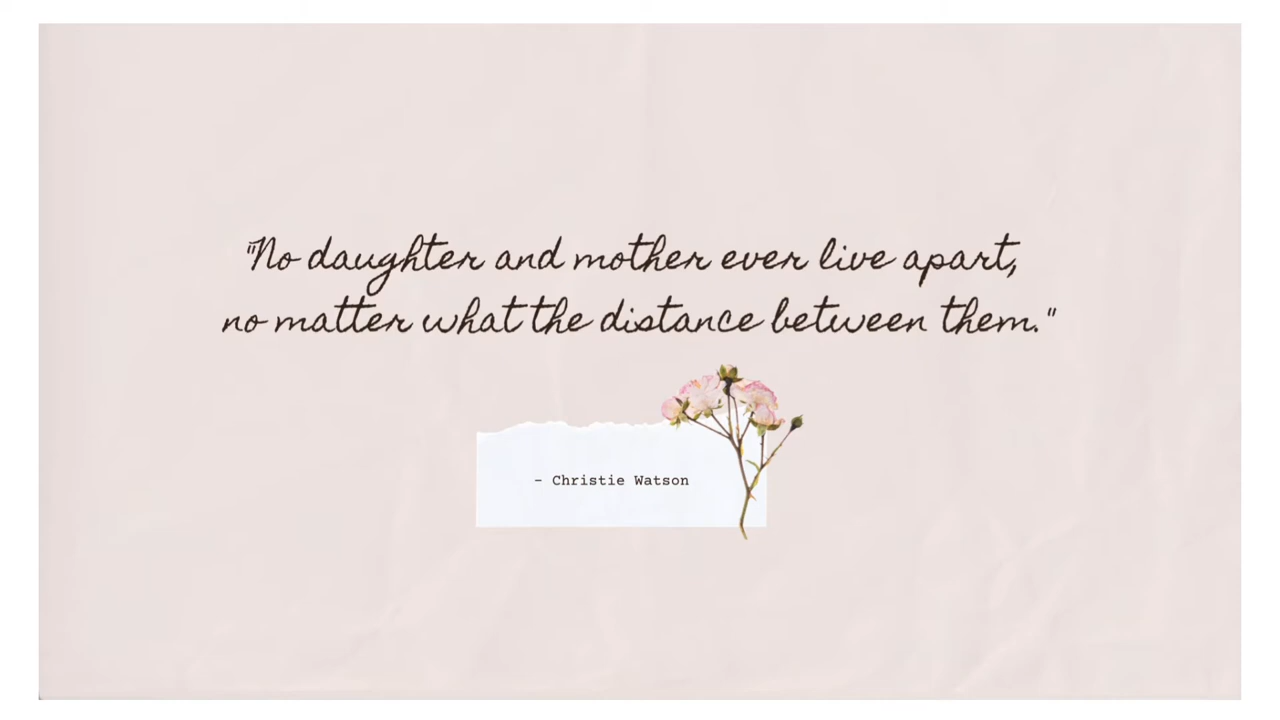 "No daughter and mother ever live apart,
no matter what the distance between them."
- Christie Watson